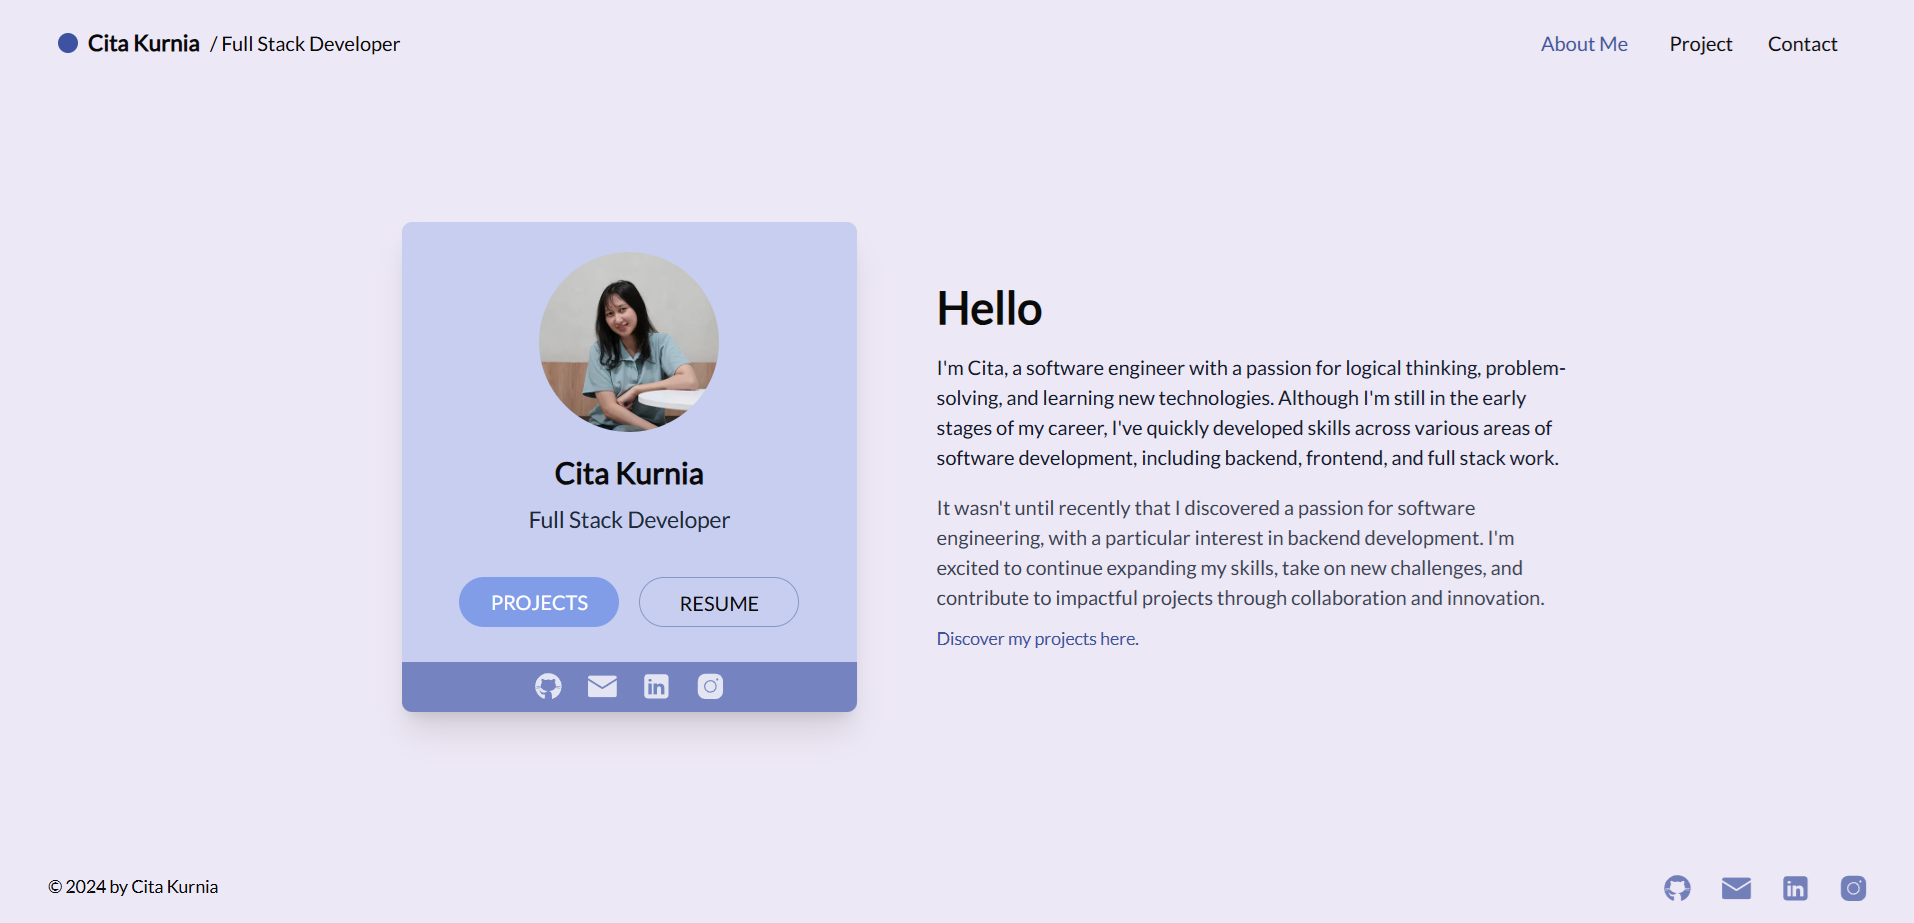 Cita Kurnia / Full Stack Developer
About Me Project Contact
Cita Kurnia
Full Stack Developer
PROJECTS RESUME
Hello
I'm Cita, a software engineer with a passion for logical thinking, problem-
solving, and learning new technologies. Although I'm still in the early
stages of my career, I've quickly developed skills across various areas of
software development, including backend, frontend, and full stack work.
It wasn't until recently that I discovered a passion for software
engineering, with a particular interest in backend development. I'm
excited to continue expanding my skills, take on new challenges, and
contribute to impactful projects through collaboration and innovation.
Discover my projects here.
© 2024 by Cita Kurnia